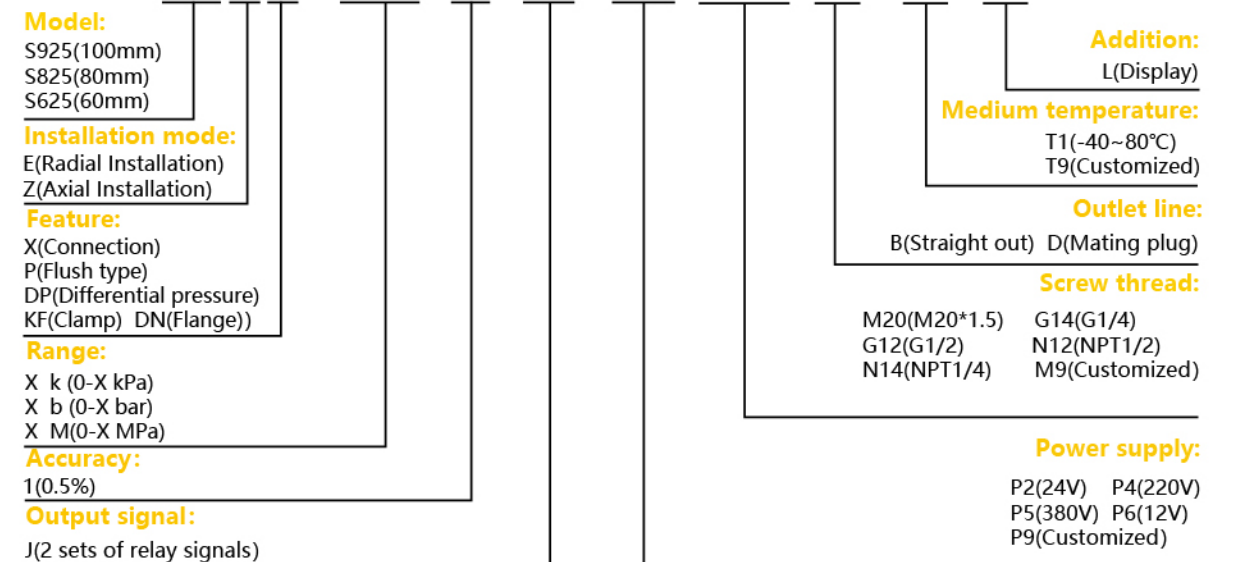 Model:
S925(100mm)
S825(80mm)
S625(60mm)
Installation mode:
E(Radial Installation)
Z(Axial Installation)
Feature:
X(Connection)
P(Flush type)
DP(Differential pressure)
KF(Clamp) DN(Flange))
Range:
X k (0-X kPa)
X b (0-X bar)
X M(0-X MPa)
Accuracy:
1(0.5%)
Output signal:
J(2 sets of relay signals)
Addition:
L(Display)
Medium temperature:
T1(-40~80℃)
T9(Customized)
Outlet line:
B(Straight out) D(Mating plug)
Screw thread:
M20(M20*1.5) G14(G1/4)
G12(G1/2) N12(NPT1/2)
N14(NPT1/4) M9(Customized)
Power supply:
P2(24V) P4(220V)
P5(380V) P6(12V)
P9(Customized)